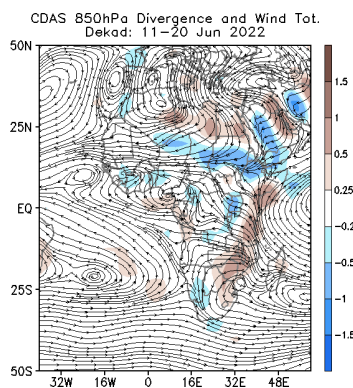 CDAS 850hPa Divergence and Wind Tot.
Dekad: 11-20 Jun 2022
50N
25N
EQ
25S
50S
32W 16W 0 16E 32E 48E
1.5
1
0.5
0.25
-0.2
-0.5
-1
-1.5